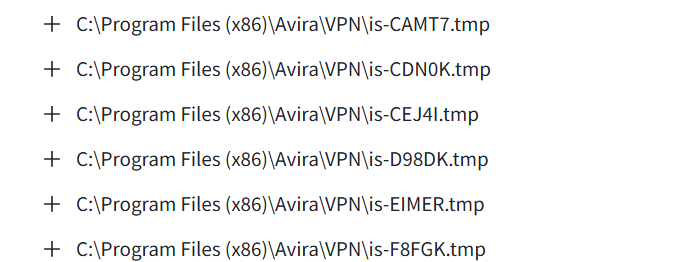 + C:\Program Files (x86)\Avira\VPN\is-CAMT7.tmp
+ C:\Program Files (x86)\Avira\VPN\is-CDN0K.tmp
+ C:\Program Files (x86)\Avira\VPN\is-CEJ4I.tmp
+ C:\Program Files (x86)\Avira\VPN\is-D98DK.tmp
+ C:\Program Files (x86)\Avira\VPN\is-EIMER.tmp
+ C:\Program Files (x86)\Avira\VPN\is-F8FGK.tmp